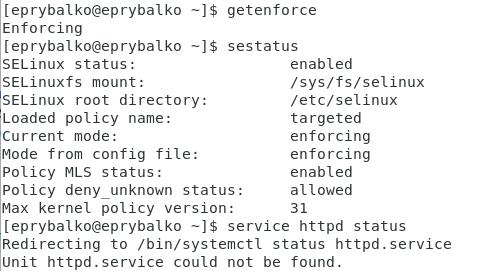 [eprybalko@eprybalko ~]$ getenforce
Enforcing
[eprybalko@eprybalko ~]$ sestatus
SELinux status:                 enabled
SELinuxfs mount:                /sys/fs/selinux
SELinux root directory:         /etc/selinux
Loaded policy name:             targeted
Current mode:                   enforcing
Mode from config file:          enforcing
Policy MLS status:              enabled
Policy deny_unknown status:     allowed
Max kernel policy version:      31
[eprybalko@eprybalko ~]$ service httpd status
Redirecting to /bin/systemctl status httpd.service
Unit httpd.service could not be found.